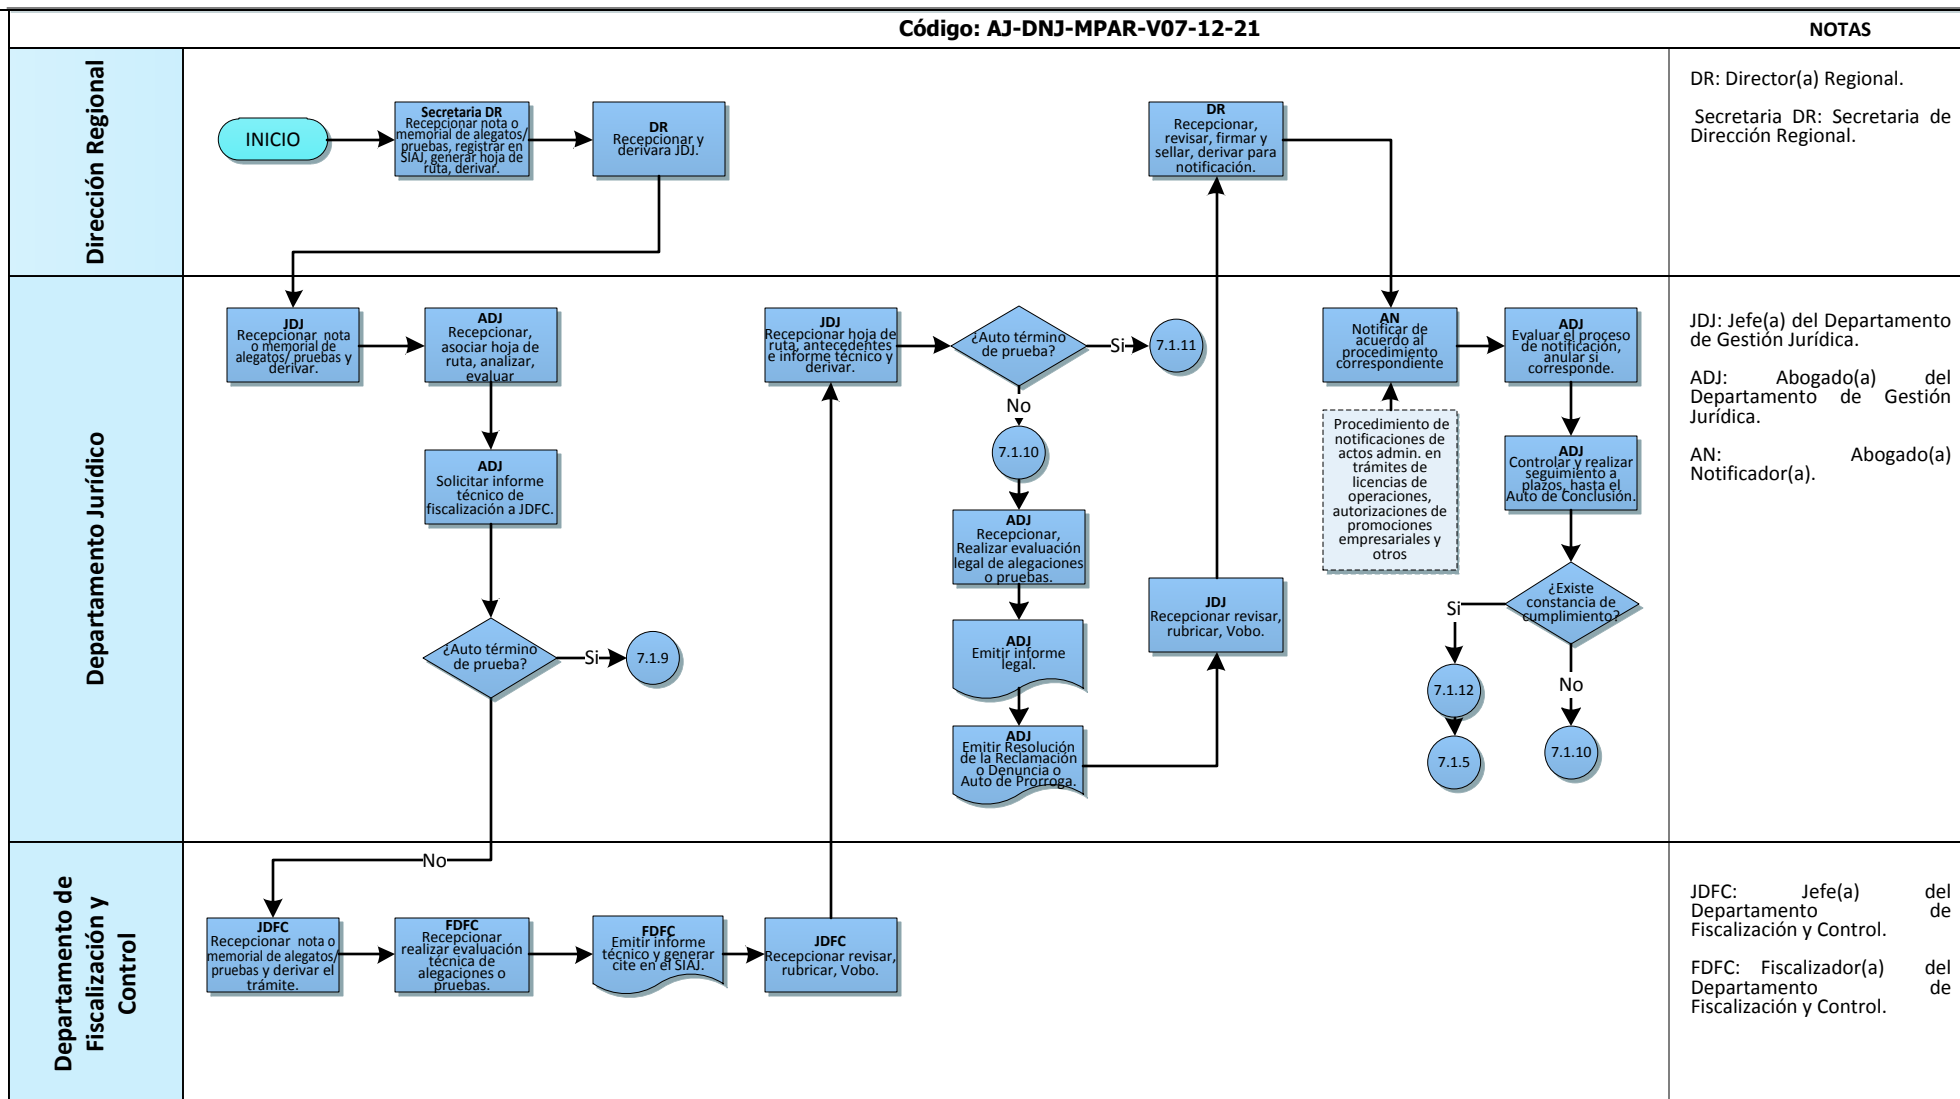 Código: AJ-DNJ-MPAR-V07-12-21
NOTAS
Dirección Regional
INICIO
Secretaria DR
Recepcionar nota o
memorial de alegatos/
pruebas, registrar en
SIAJ, generar hoja de
ruta, derivar.
DR
Recepcionar y
derivara JDJ.
DR
Recepcionar,
revisar, firmar y
sellar, derivar para
notificación.
DR: Director(a) Regional.
Secretaria DR: Secretaria de
Dirección Regional.
Departamento Jurídico
JDJ
Recepcionar nota
o memorial de
alegatos/ pruebas y
derivar.
ADJ
Recepcionar,
asociar hoja de
ruta, analizar,
evaluar
ADJ
Solicitar informe
técnico de
fiscalización a JDFC.
¿Auto término
de prueba?
Si
7.1.9
No
JDJ
Recepcionar hoja de
ruta, antecedentes
e informe técnico y
derivar.
¿Auto término
de prueba?
Si
7.1.11
No
7.1.10
ADJ
Recepcionar,
Realizar evaluación
legal de alegaciones
o pruebas.
ADJ
Emitir informe
legal.
ADJ
Emitir Resolución
de la Reclamación
o Denuncia o
Auto de Prorroga.
JDJ
Recepcionar revisar,
rubricar, Vobo.
AN
Notificar de
acuerdo al
procedimiento
correspondiente
Procedimiento de
notificaciones de
actos admin. en
trámites de
licencias de
operaciones,
autorizaciones de
promociones
empresariales y
otros
ADJ
Evaluar el proceso
de notificación,
anular si
corresponde.
ADJ
Controlar y realizar
seguimiento a
plazos, hasta el
Auto de Conclusión.
¿Existe
constancia de
cumplimiento?
Si
7.1.12
7.1.5
No
7.1.10
JDJ: Jefe(a) del Departamento
de Gestión Jurídica.
ADJ: Abogado(a) del
Departamento de Gestión
Jurídica.
AN: Abogado(a)
Notificador(a).
Departamento de
Fiscalización y
Control
JDFC
Recepcionar nota o
memorial de alegatos/
pruebas y derivar el
trámite.
FDFC
Recepcionar
realizar evaluación
técnica de
alegaciones o
pruebas.
FDFC
Emitir informe
técnico y generar
cite en el SIAJ.
JDFC
Recepcionar revisar,
rubricar, Vobo.
JDFC: Jefe(a) del
Departamento de
Fiscalización y Control.
FDFC: Fiscalizador(a) del
Departamento de
Fiscalización y Control.